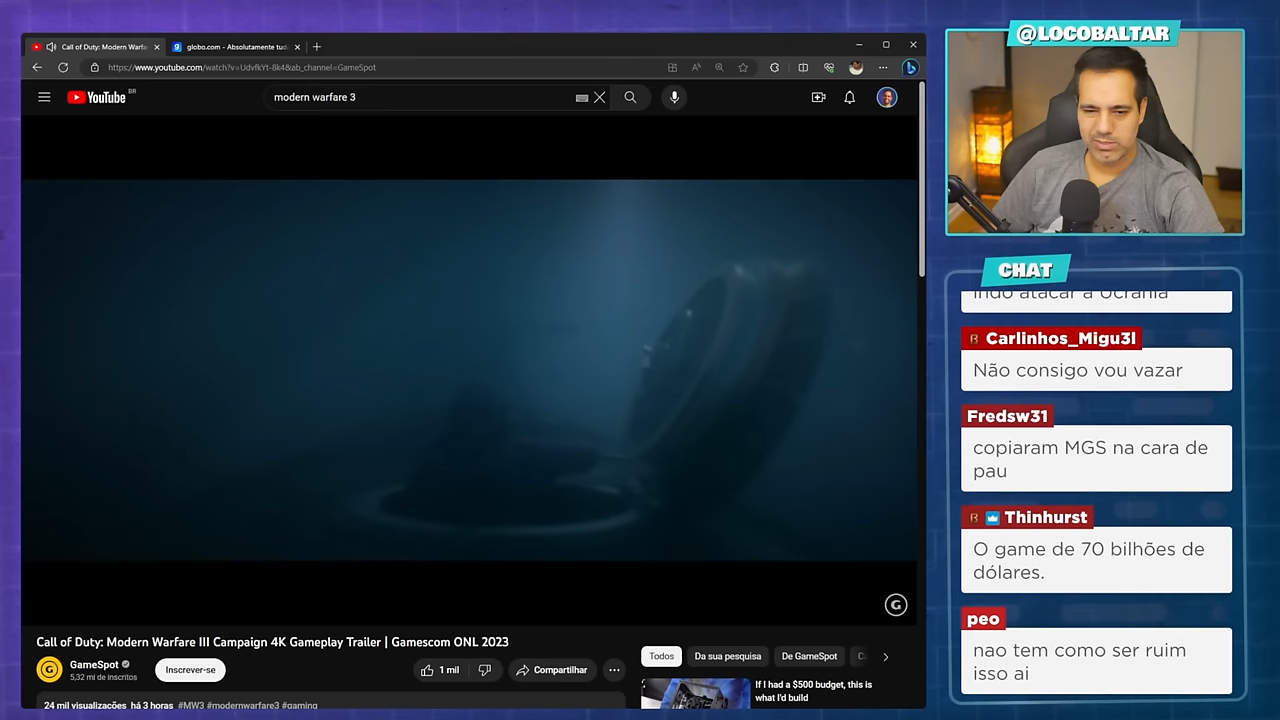 Call of Duty: Modern Warfa
globo.com - Absolutamente tud
https://www.youtube.com/watch?v=UdvfkYt-8k4&ab_channel=GameSpot
YouTube BR
modern warfare 3
Call of Duty: Modern Warfare III Campaign 4K Gameplay Trailer | Gamescom ONL 2023
GameSpot
5,32 mi de inscritos
Inscrever-se
1 mil
Compartilhar
24 mil visualizações há 3 horas #MW3 #modernwarfare3 #gaming
Todos
Da sua pesquisa
De GameSpot
If I had a $500 budget, this is
what I'd build
@LOCOBALTAR
CHAT
indo atacar a Ucrânia
Carlinhos_Migu3l
Não consigo vou vazar
Fredsw31
copiaram MGS na cara de
pau
Thinhurst
O game de 70 bilhões de
dólares.
peo
nao tem como ser ruim
isso ai